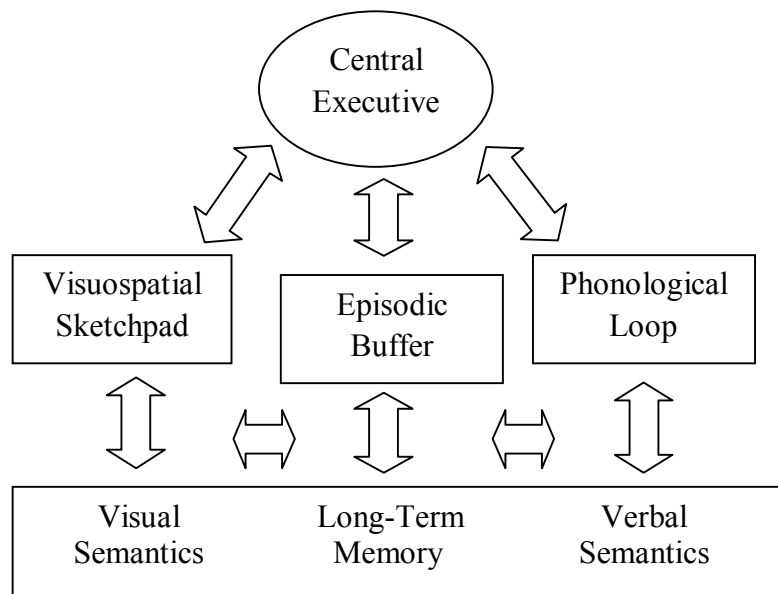 Central
Executive
Visuospatial
Sketchpad
Episodic
Buffer
Phonological
Loop
Visual
Semantics
Long-Term
Memory
Verbal
Semantics